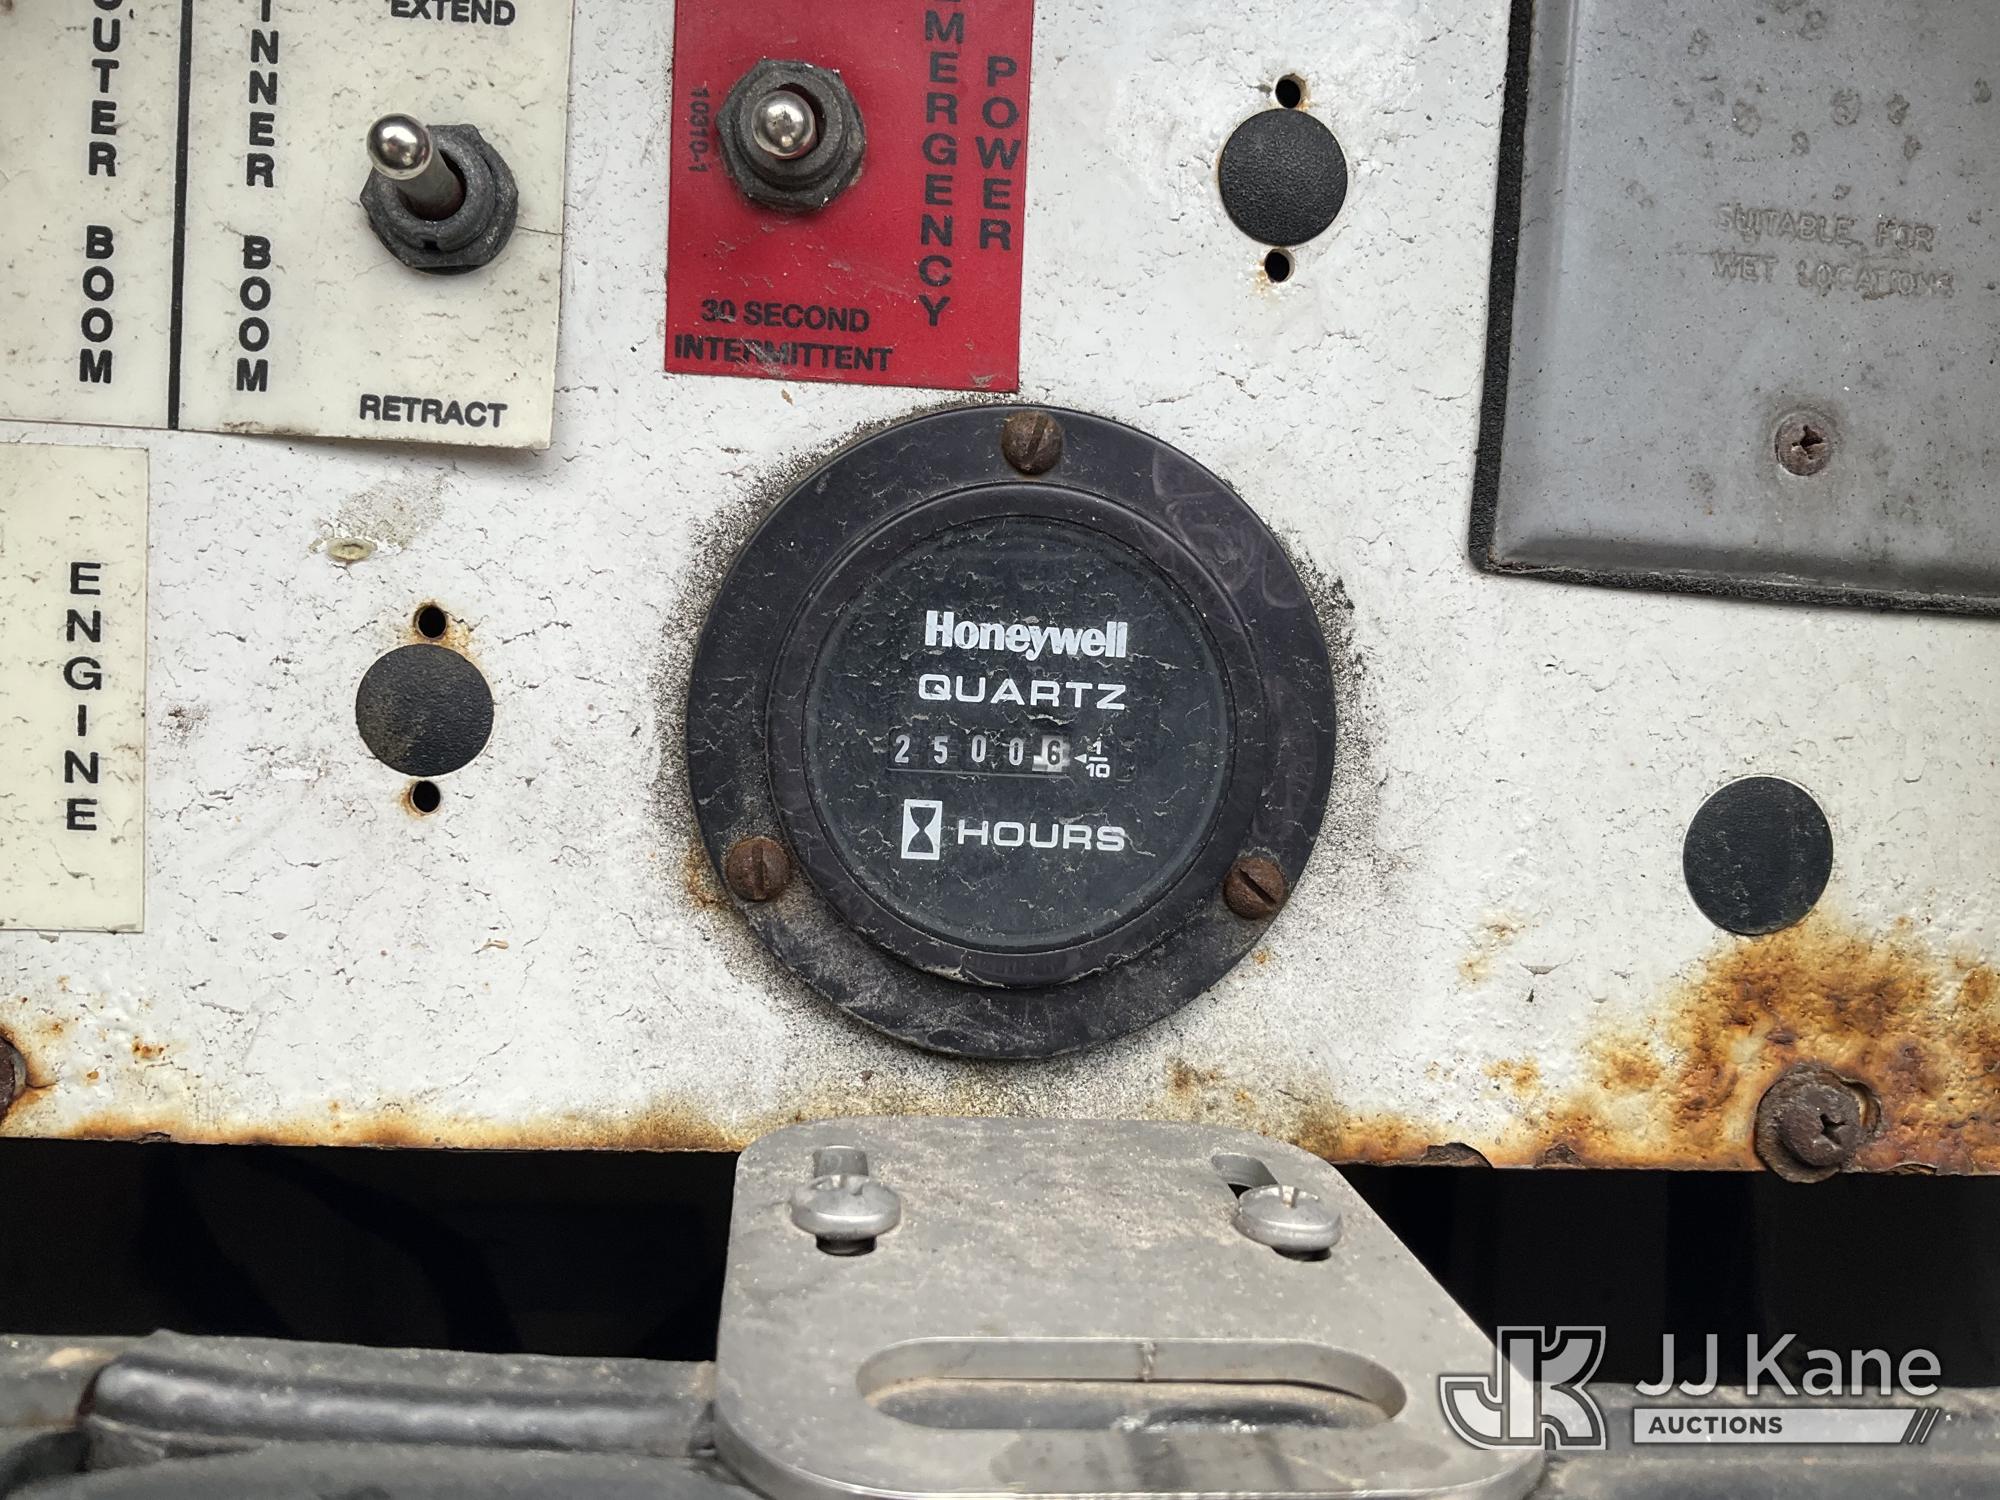 OUTER BOOM
INNER BOOM
EXTEND
RETRACT
10310-1
EMERGENCY
POWER
30 SECOND
INTERMITTENT
SUITABLE FOR
WET LOCATIONS
ENGINE
Honeywell
QUARTZ
25006 1/10
HOURS
JK JJ Kane
AUCTIONS